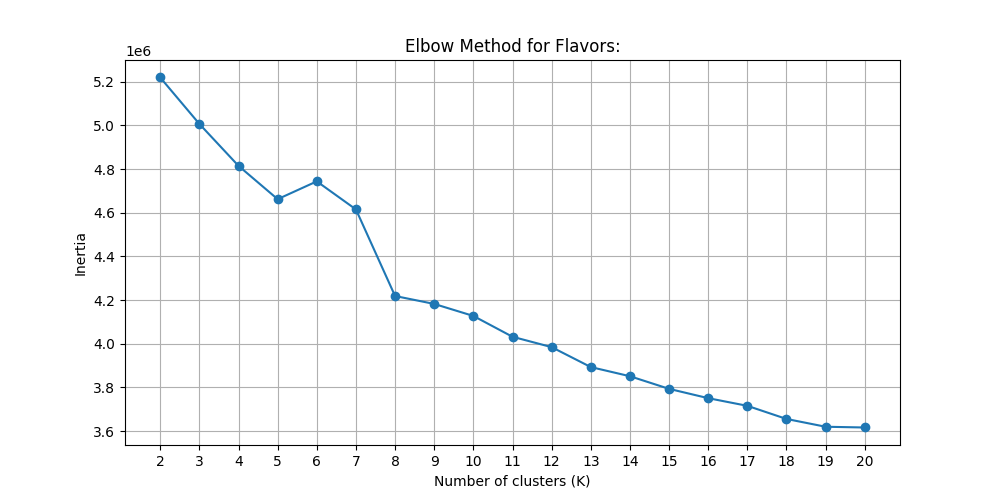 Elbow Method for Flavors:
1e6
5.2
5.0
4.8
4.6
4.4
4.2
4.0
3.8
3.6
Inertia
2 3 4 5 6 7 8 9 10 11 12 13 14 15 16 17 18 19 20
Number of clusters (K)